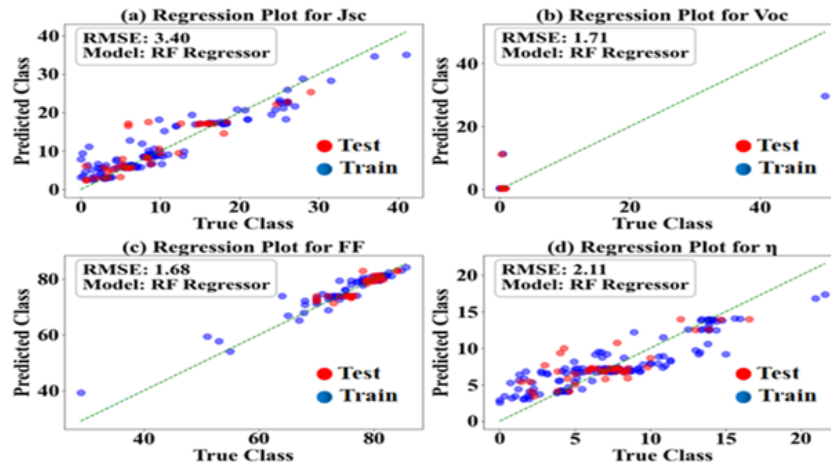 (a) Regression Plot for Jsc
RMSE: 3.40
Model: RF Regressor
Predicted Class
40
30
20
10
0
Test
Train
0 10 20 30 40
True Class
(b) Regression Plot for Voc
RMSE: 1.71
Model: RF Regressor
Predicted Class
40
20
0
Test
Train
0 20 40
True Class
(c) Regression Plot for FF
RMSE: 1.68
Model: RF Regressor
Predicted Class
80
60
40
Test
Train
40 60 80
True Class
(d) Regression Plot for η
RMSE: 2.11
Model: RF Regressor
Predicted Class
20
15
10
5
0
Test
Train
0 5 10 15 20
True Class